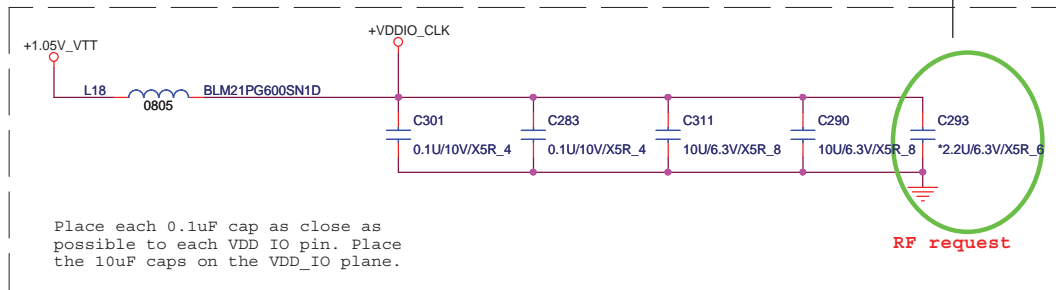 +VDDIO_CLK
+1.05V_VTT
L18 BLM21PG600SN1D
0805
C301 C283 C311 C290 C293
0.1U/10V/X5R_4 0.1U/10V/X5R_4 10U/6.3V/X5R_8 10U/6.3V/X5R_8 *2.2U/6.3V/X5R_6
Place each 0.1uF cap as close as
possible to each VDD IO pin. Place
the 10uF caps on the VDD_IO plane.
RF request